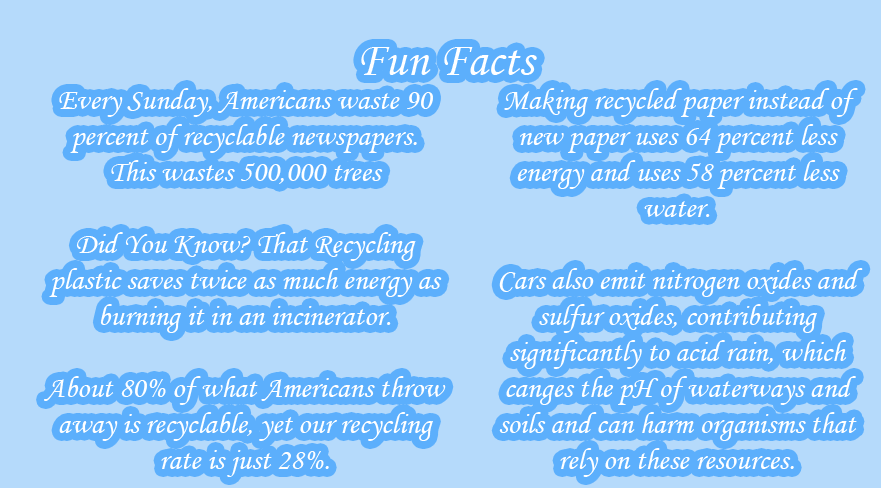 Fun Facts
Every Sunday, Americans waste 90
percent of recyclable newspapers.
This wastes 500,000 trees
Did You Know? That Recycling
plastic saves twice as much energy as
burning it in an incinerator.
About 80% of what Americans throw
away is recyclable, yet our recycling
rate is just 28%.
Making recycled paper instead of
new paper uses 64 percent less
energy and uses 58 percent less
water.
Cars also emit nitrogen oxides and
sulfur oxides, contributing
significantly to acid rain, which
canges the pH of waterways and
soils and can harm organisms that
rely on these resources.